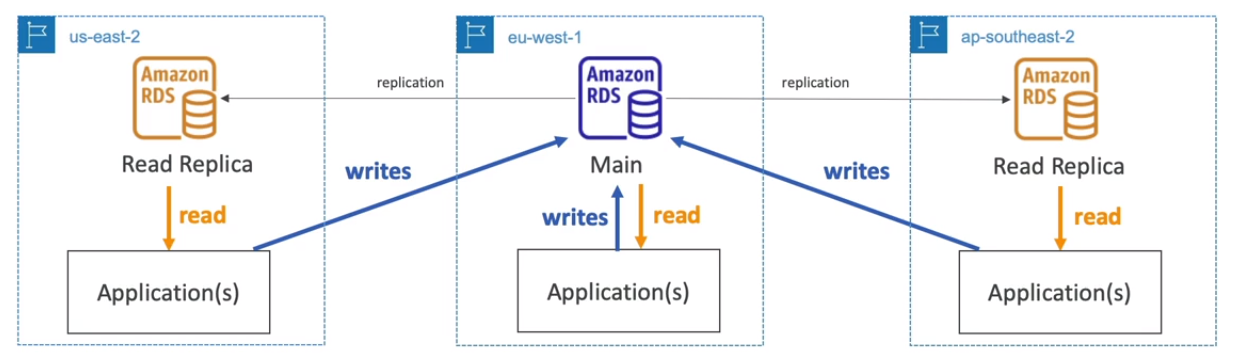 us-east-2
eu-west-1
ap-southeast-2
Amazon
RDS
replication
Amazon
RDS
replication
Amazon
RDS
Read Replica
Main
Read Replica
writes
writes
read
writes
read
read
Application(s)
Application(s)
Application(s)